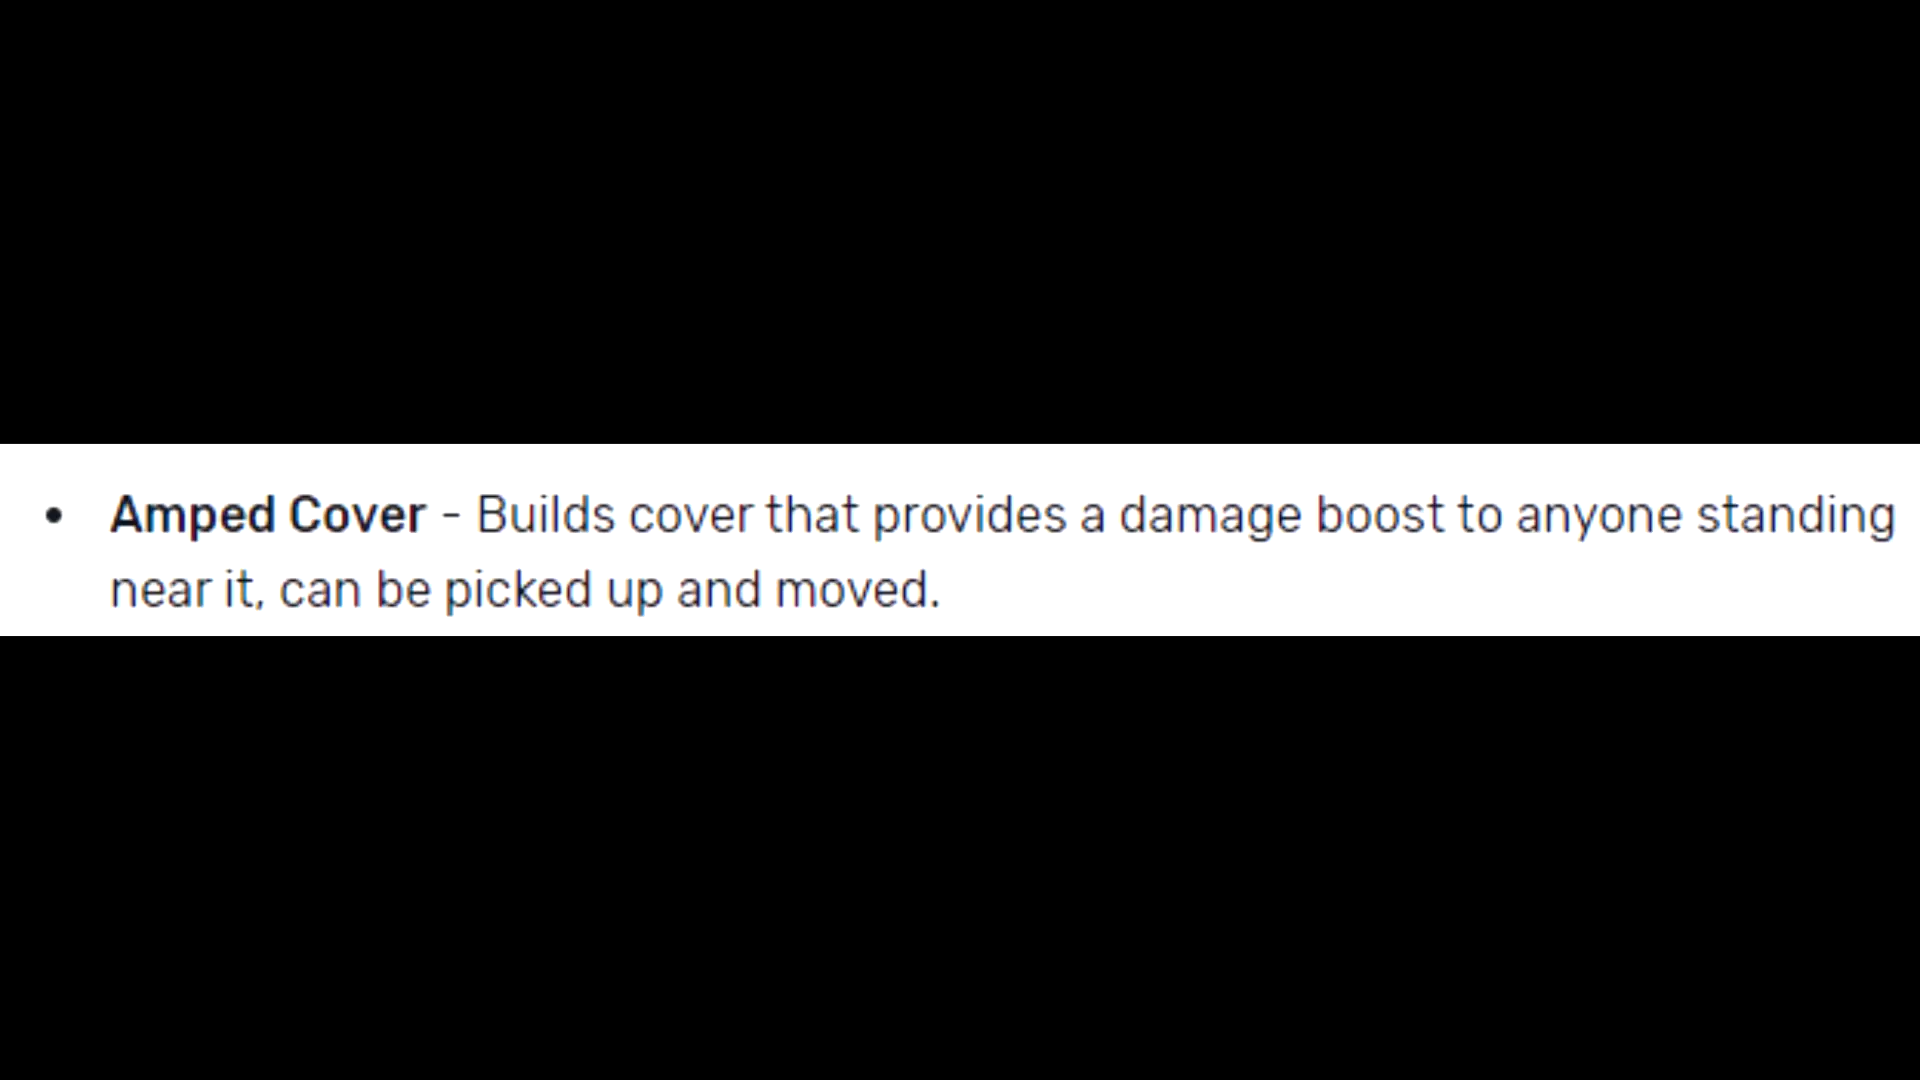 • Amped Cover - Builds cover that provides a damage boost to anyone standing
near it, can be picked up and moved.